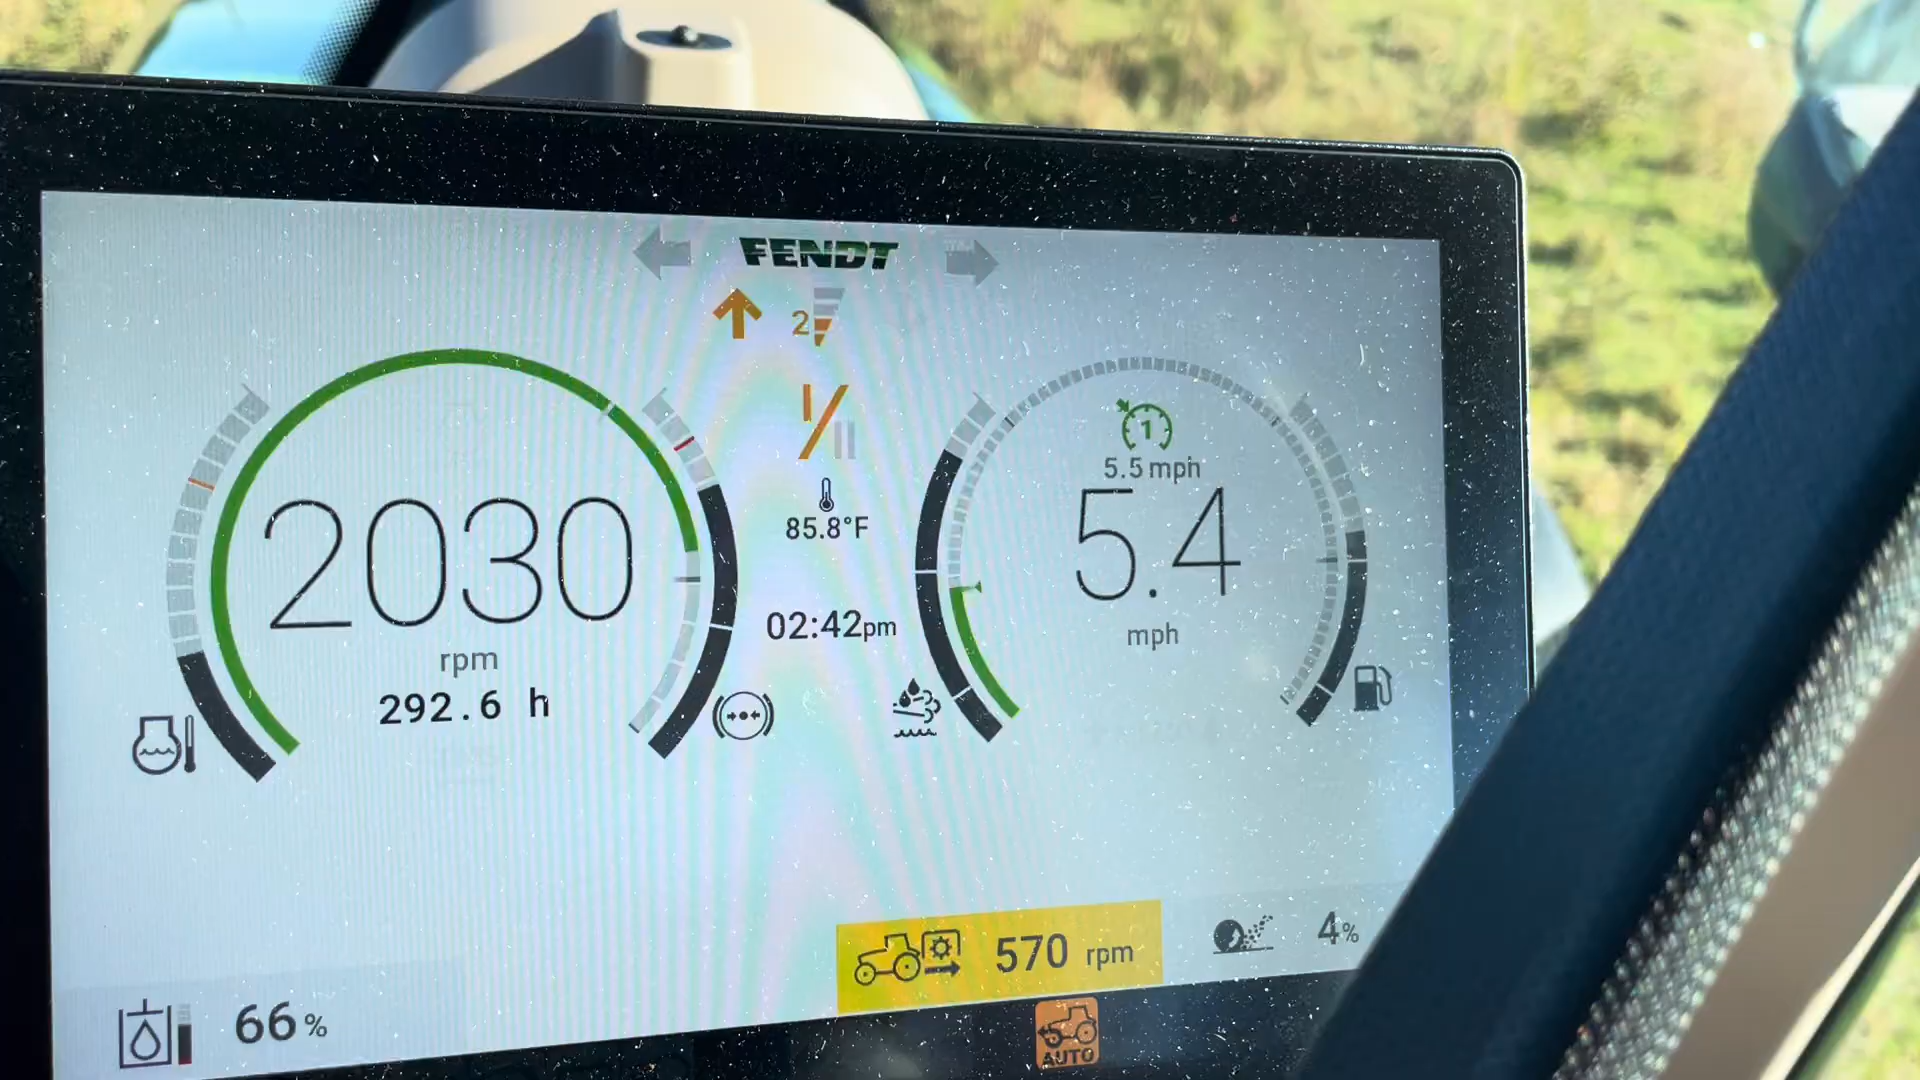 FENDT
2
I/II
1
5.5 mph
85.8°F
2030
5.4
rpm
02:42pm
mph
292.6 h
570 rpm
4%
66%
AUTO